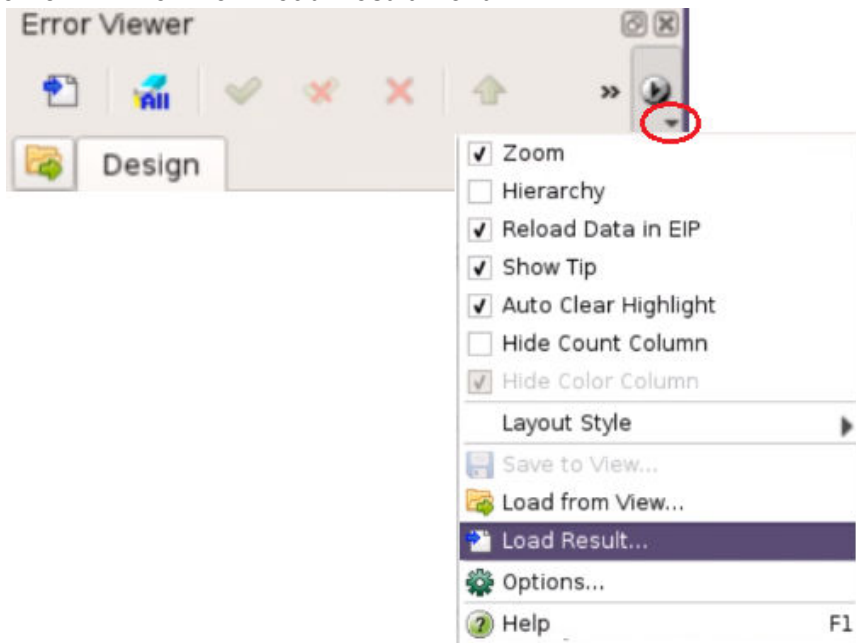 Error Viewer
All
»
Design
Zoom
Hierarchy
Reload Data in EIP
Show Tip
Auto Clear Highlight
Hide Count Column
Hide Color Column
Layout Style
Save to View...
Load from View...
Load Result...
Options...
Help F1